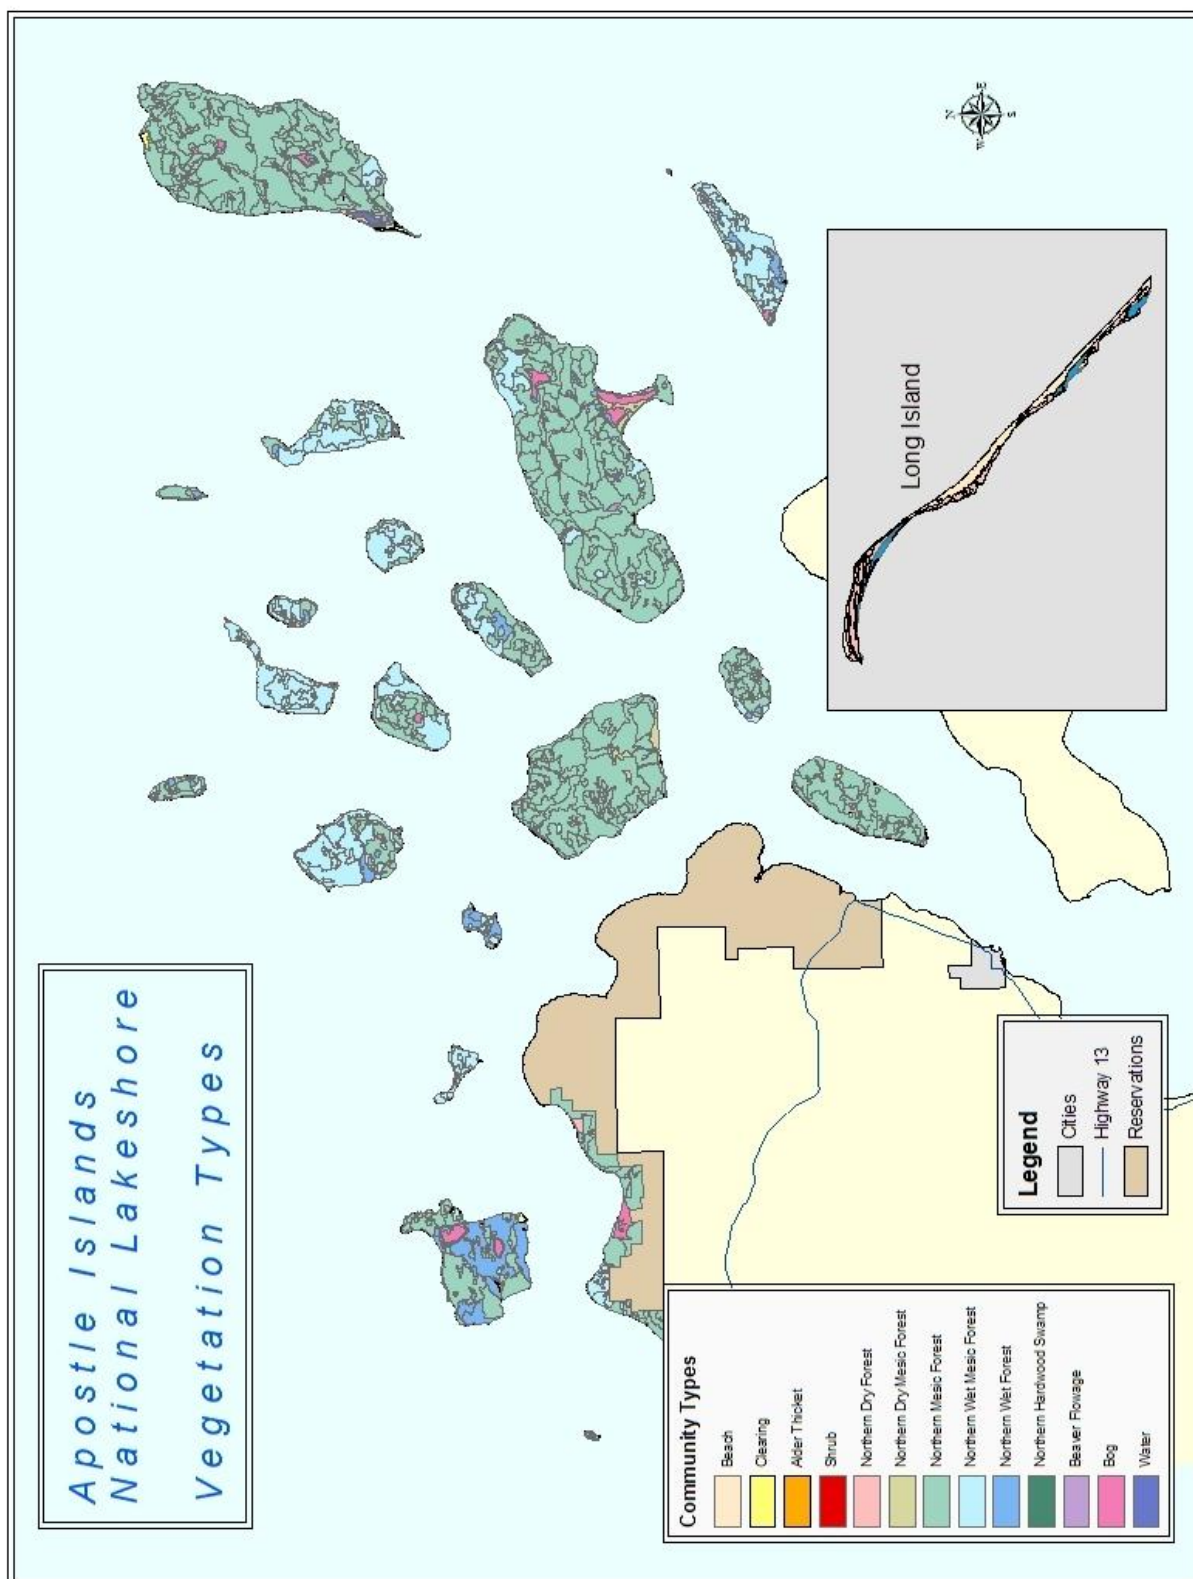 Apostle Islands
National Lakeshore
Vegetation Types
N
W
E
S
Long Island
Legend
Cities
Highway 13
Reservations
Community Types
Beach
Clearing
Alder Thicket
Shrub
Northern Dry Forest
Northern Dry Mesic Forest
Northern Mesic Forest
Northern Wet Mesic Forest
Northern Wet Forest
Northern Hardwood Swamp
Beaver Flowage
Bog
Water